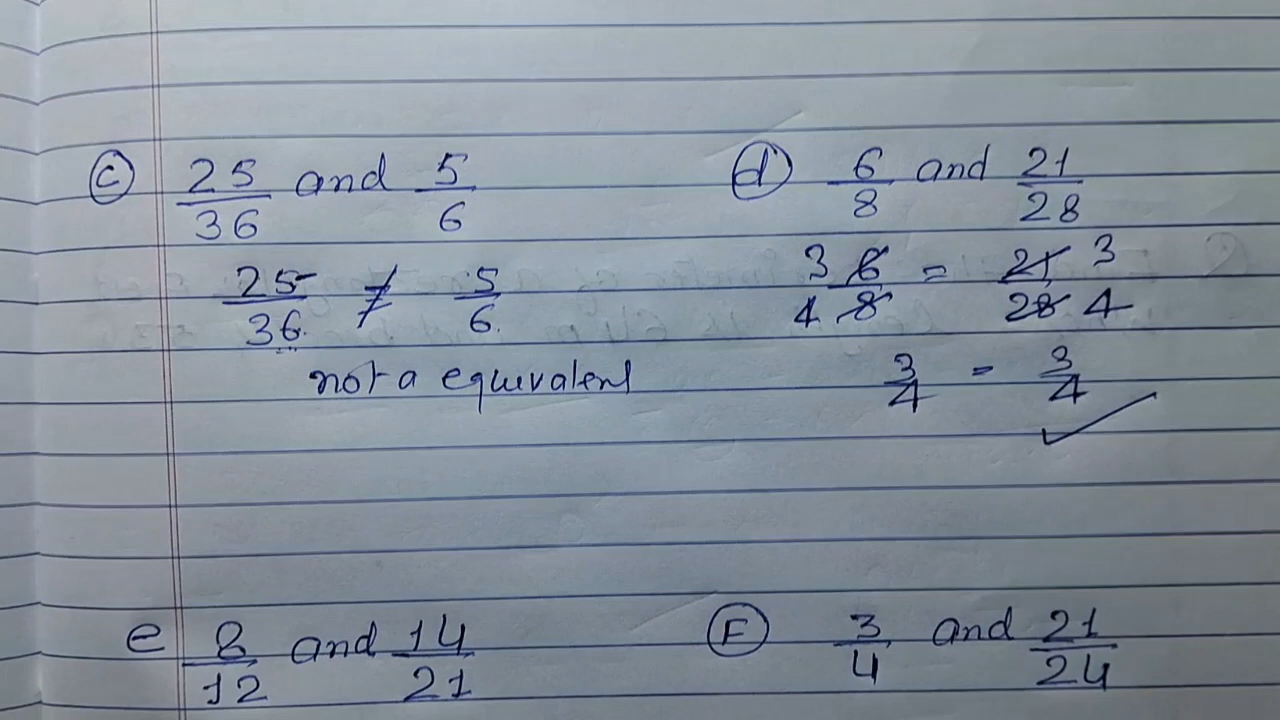 c 25/36 and 5/6
25/36 ≠ 5/6
not a equivalent
d 6/8 and 21/28
3 6/8 4 = 21/28 3 4
3/4 = 3/4 ✓
e 8/12 and 14/21
F 3/4 and 21/24